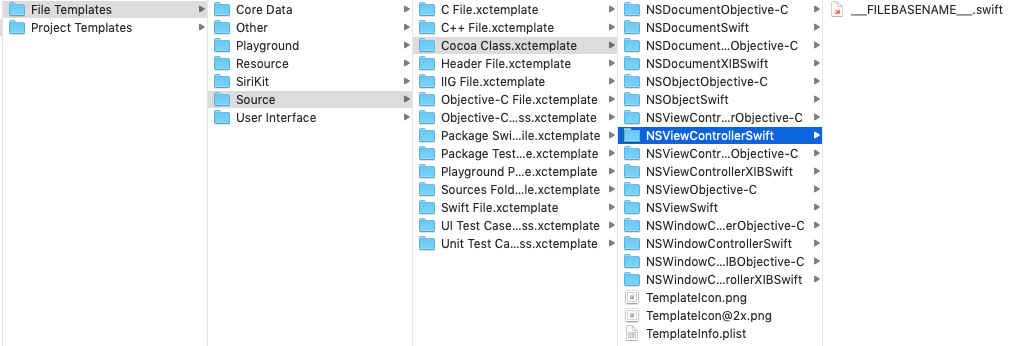 File Templates
Project Templates
Core Data
Other
Playground
Resource
SiriKit
Source
User Interface
C File.xctemplate
C++ File.xctemplate
Cocoa Class.xctemplate
Header File.xctemplate
IIG File.xctemplate
Objective-C File.xctemplate
Objective-C...ss.xctemplate
Package Swi...ile.xctemplate
Package Test...e.xctemplate
Playground P...e.xctemplate
Sources Fold...le.xctemplate
Swift File.xctemplate
UI Test Case...ss.xctemplate
Unit Test Ca...ss.xctemplate
NSDocumentObjective-C
NSDocumentSwift
NSDocument...Objective-C
NSDocumentXIBSwift
NSObjectObjective-C
NSObjectSwift
NSViewContr...rObjective-C
NSViewControllerSwift
NSViewContr...Objective-C
NSViewControllerXIBSwift
NSViewObjective-C
NSViewSwift
NSWindowC...erObjective-C
NSWindowControllerSwift
NSWindowC...IBObjective-C
NSWindowC...rollerXIBSwift
TemplateIcon.png
TemplateIcon@2x.png
TemplateInfo.plist
___FILEBASENAME___.swift